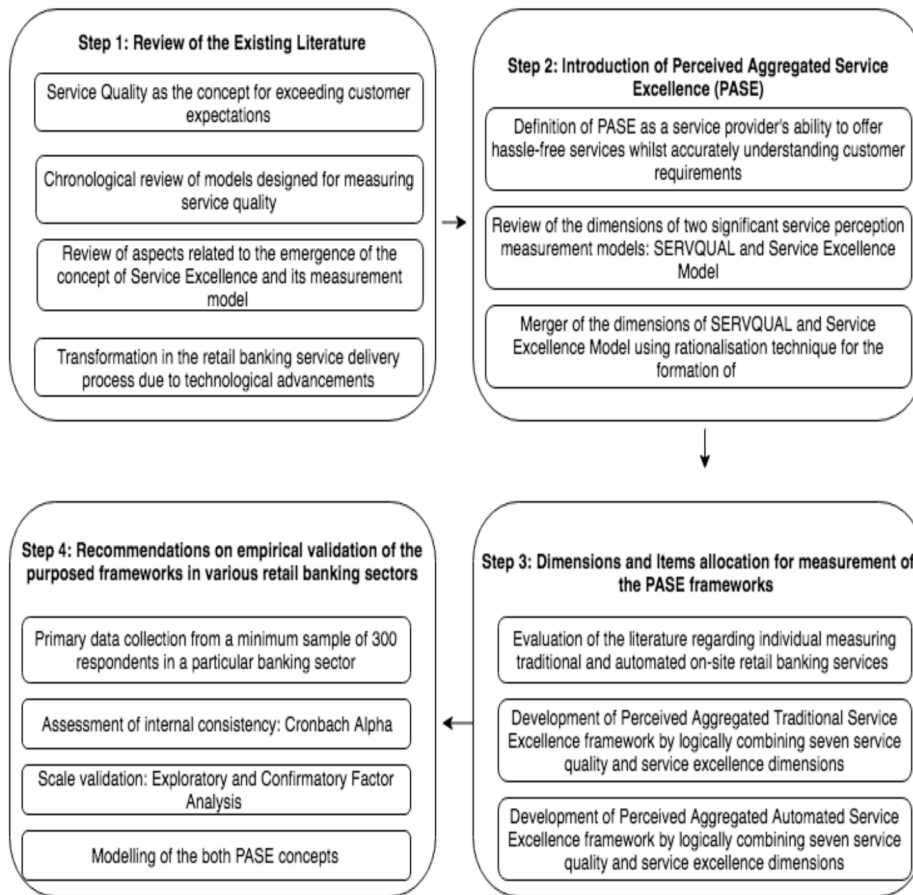 Step 1: Review of the Existing Literature
Service Quality as the concept for exceeding customer
expectations
Chronological review of models designed for measuring
service quality
Review of aspects related to the emergence of the
concept of Service Excellence and its measurement
model
Transformation in the retail banking service delivery
process due to technological advancements
Step 2: Introduction of Perceived Aggregated Service
Excellence (PASE)
Definition of PASE as a service provider's ability to offer
hassle-free services whilst accurately understanding customer
requirements
Review of the dimensions of two significant service perception
measurement models: SERVQUAL and Service Excellence
Model
Merger of the dimensions of SERVQUAL and Service
Excellence Model using rationalisation technique for the
formation of
Step 3: Dimensions and Items allocation for measurement of
the PASE frameworks
Evaluation of the literature regarding individual measuring
traditional and automated on-site retail banking services
Development of Perceived Aggregated Traditional Service
Excellence framework by logically combining seven service
quality and service excellence dimensions
Development of Perceived Aggregated Automated Service
Excellence framework by logically combining seven service
quality and service excellence dimensions
Step 4: Recommendations on empirical validation of the
purposed frameworks in various retail banking sectors
Primary data collection from a minimum sample of 300
respondents in a particular banking sector
Assessment of internal consistency: Cronbach Alpha
Scale validation: Exploratory and Confirmatory Factor
Analysis
Modelling of the both PASE concepts